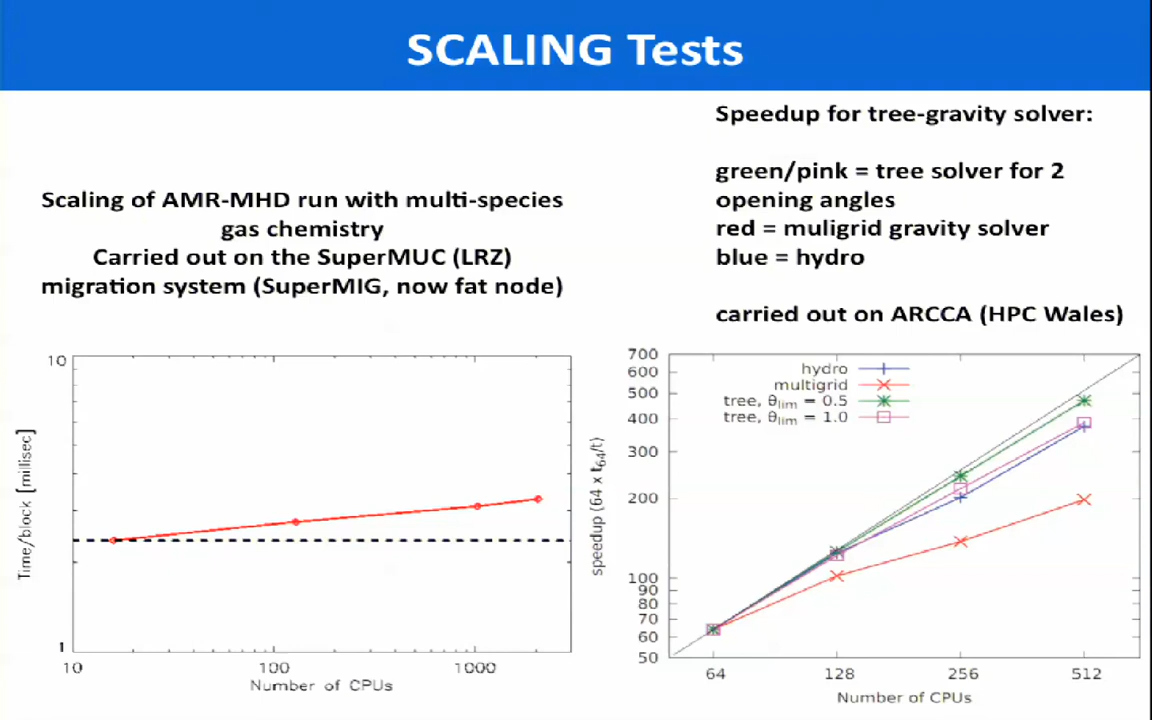 SCALING Tests
Scaling of AMR-MHD run with multi-species
gas chemistry
Carried out on the SuperMUC (LRZ)
migration system (SuperMIG, now fat node)
Speedup for tree-gravity solver:
green/pink = tree solver for 2
opening angles
red = muligrid gravity solver
blue = hydro
carried out on ARCCA (HPC Wales)
10
1
Time/block [millisec]
10 100 1000
Number of CPUs
700
600
500
400
300
200
100
90
80
70
60
50
speedup (64 x t64/t)
hydro
multigrid
tree, θlim = 0.5
tree, θlim = 1.0
64 128 256 512
Number of CPUs